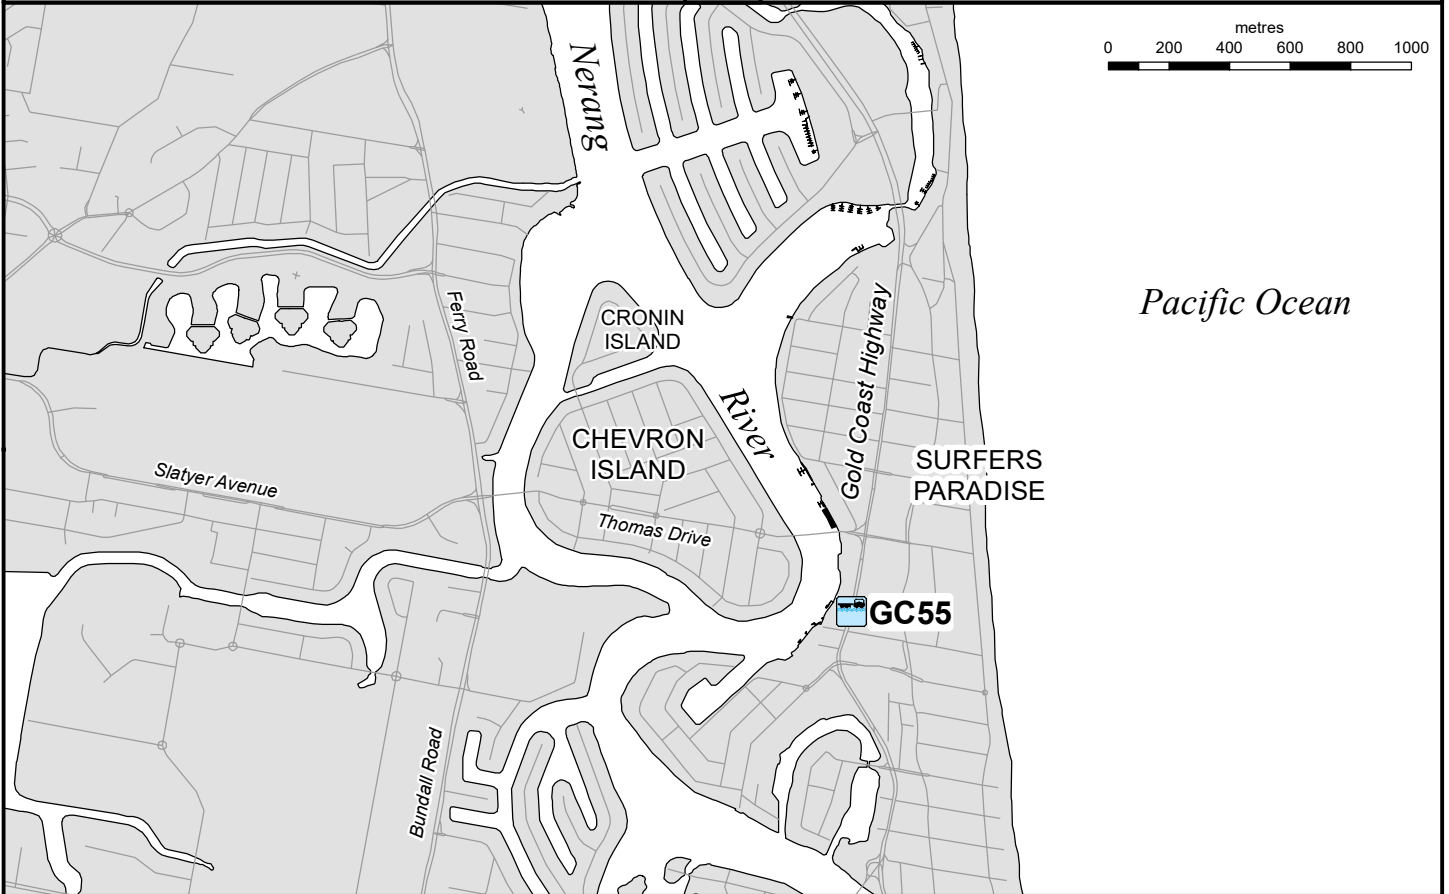 metres
0 200 400 600 800 1000
Nerang
Pacific Ocean
Ferry Road
CRONIN
ISLAND
Gold Coast Highway
River
CHEVRON
ISLAND
SURFERS
PARADISE
Slatyer Avenue
Thomas Drive
GC55
Bundall Road